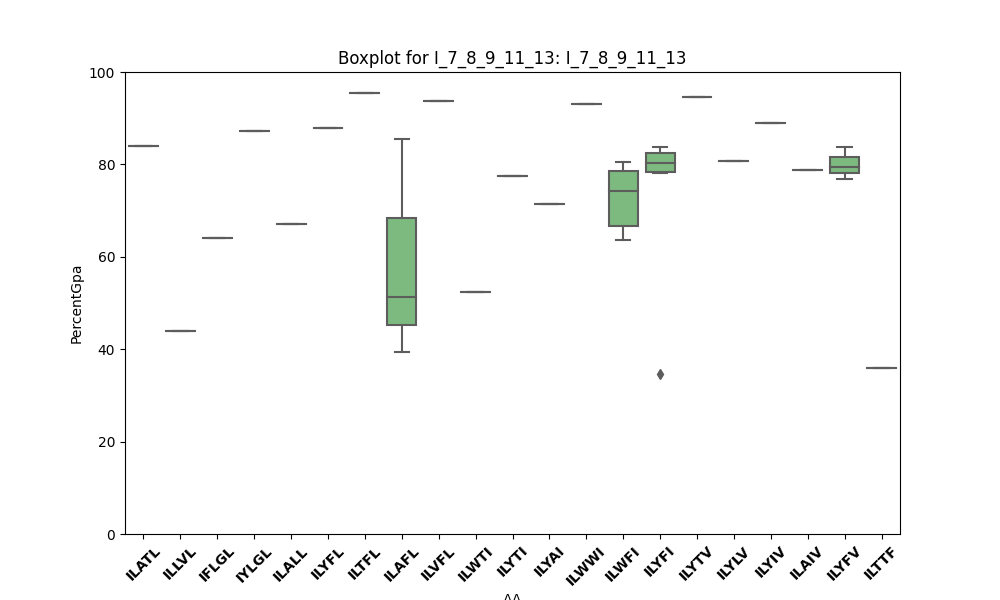 Boxplot for I_7_8_9_11_13: I_7_8_9_11_13
100
80
60
40
20
0
PercentGpa
ILATL
ILLVL
IFLGL
IYLGL
ILALL
ILYFL
ILTFL
ILAFL
ILVFL
ILWTI
ILYTI
ILYAI
ILWWI
ILWFI
ILYFI
ILYTV
ILYLV
ILYIV
ILAIV
ILYFV
ILTTF
AA